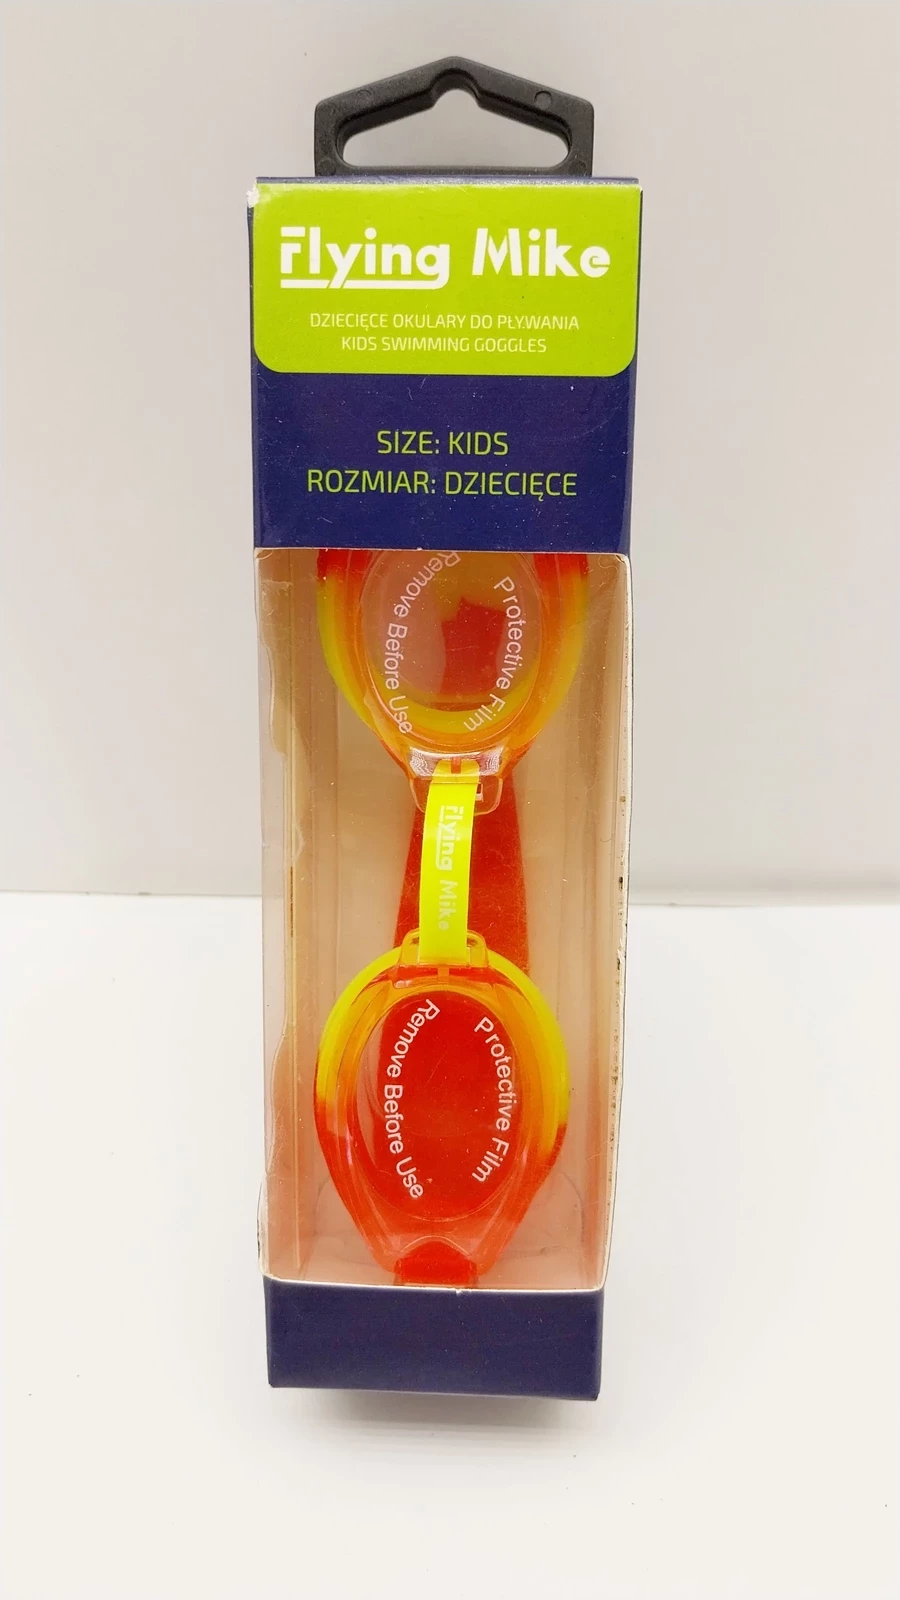 Flying Mike
DZIECIĘCE OKULARY DO PŁYWANIA
KIDS SWIMMING GOGGLES
SIZE: KIDS
ROZMIAR: DZIECIĘCE
Protective Film
Remove Before Use
Flying Mike
Protective Film
Remove Before Use